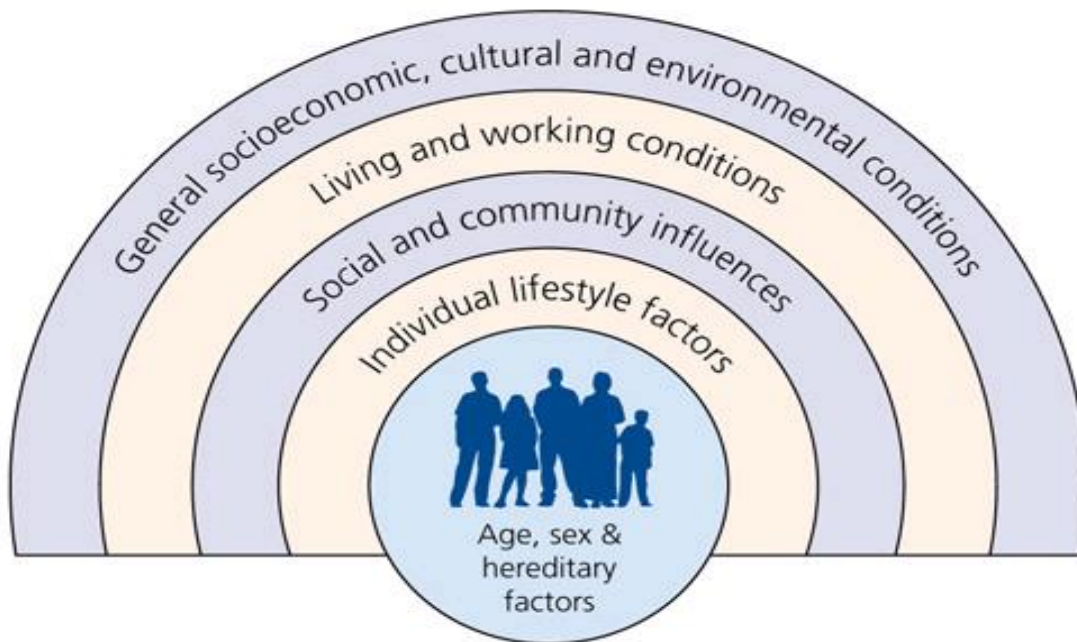 General socioeconomic, cultural and environmental conditions
Living and working conditions
Social and community influences
Individual lifestyle factors
Age, sex &
hereditary
factors